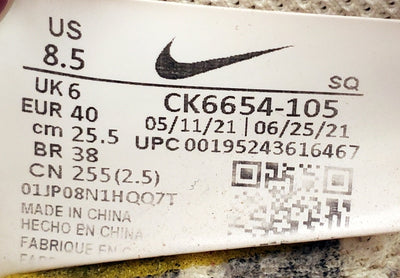 US
8.5
SQ
UK 6
CK6654-105
EUR 40
05/11/21 | 06/25/21
cm 25.5
UPC 00195243616467
BR 38
CN 255(2.5)
01JP08N1HQQ7T
MADE IN CHINA
HECHO EN CHINA
FABRIQUE EN C